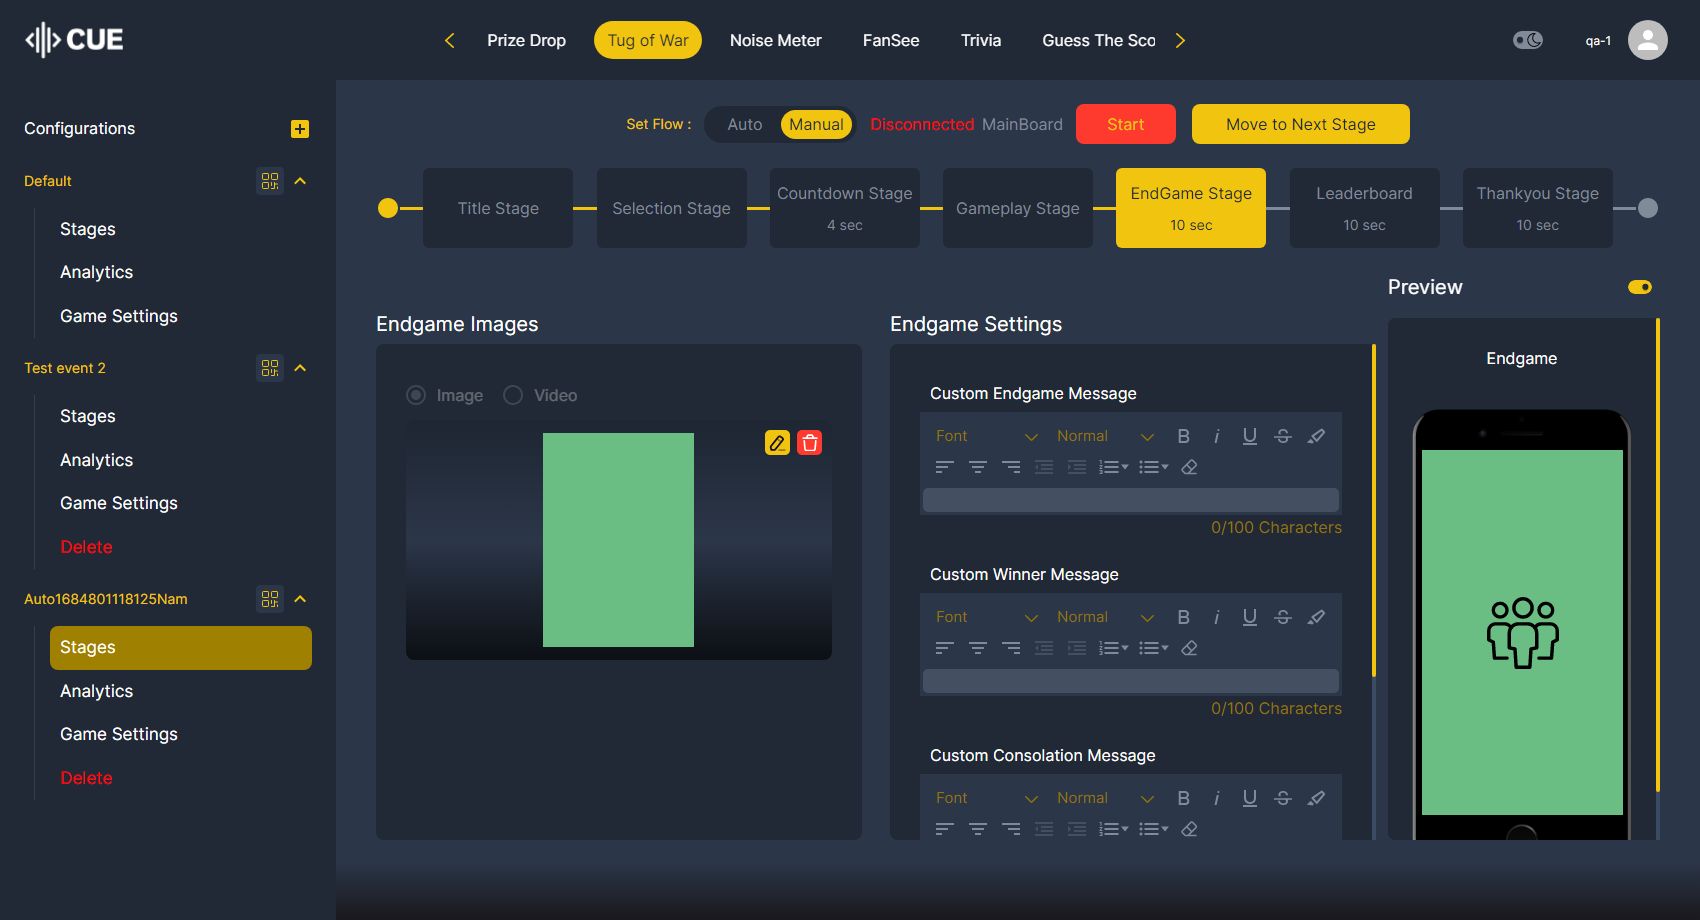 CUE
Prize Drop
Tug of War
Noise Meter
FanSee
Trivia
Guess The Sco
qa-1
Configurations
Default
Stages
Analytics
Game Settings
Test event 2
Stages
Analytics
Game Settings
Delete
Auto1684801118125Nam
Stages
Analytics
Game Settings
Delete
Set Flow :
Auto
Manual
Disconnected MainBoard
Start
Move to Next Stage
Title Stage
Selection Stage
Countdown Stage
4 sec
Gameplay Stage
EndGame Stage
10 sec
Leaderboard
10 sec
Thankyou Stage
10 sec
Endgame Images
Image
Video
Endgame Settings
Custom Endgame Message
Font
Normal
B
i
U
S
0/100 Characters
Custom Winner Message
Font
Normal
B
i
U
S
0/100 Characters
Custom Consolation Message
Font
Normal
B
i
U
S
Preview
Endgame